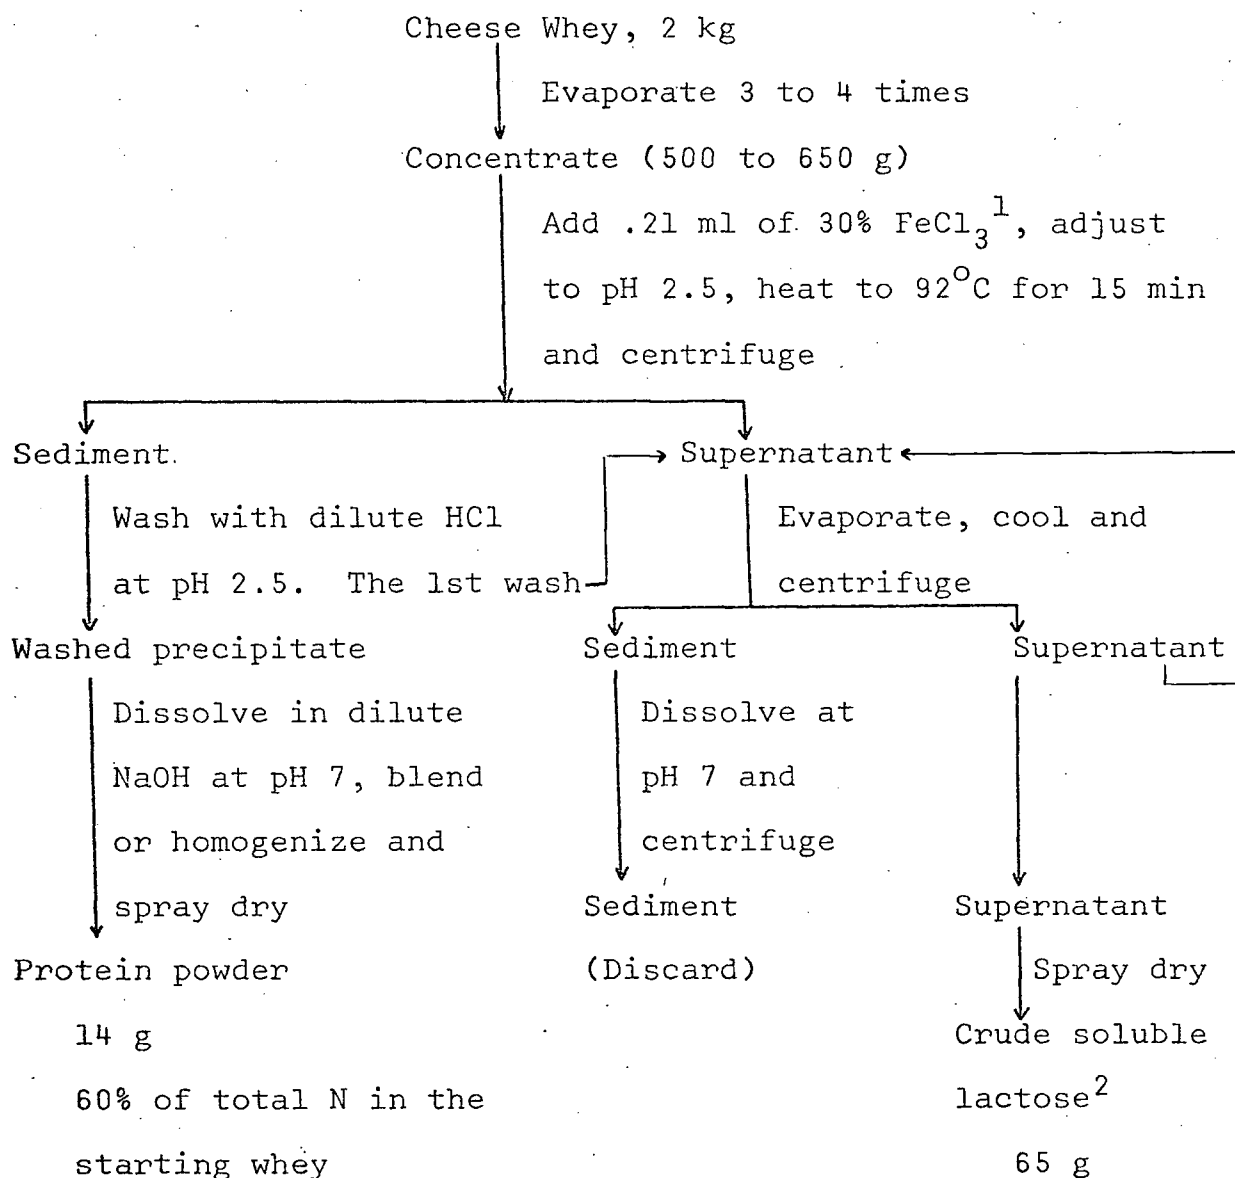 Cheese Whey, 2 kg
Evaporate 3 to 4 times
Concentrate (500 to 650 g)
Add .21 ml of 30% FeCl₃¹, adjust
to pH 2.5, heat to 92°C for 15 min
and centrifuge
Sediment
Supernatant
Wash with dilute HCl
at pH 2.5. The 1st wash
Evaporate, cool and
centrifuge
Washed precipitate
Sediment
Supernatant
Dissolve in dilute
NaOH at pH 7, blend
or homogenize and
spray dry
Dissolve at
pH 7 and
centrifuge
Protein powder
14 g
60% of total N in the
starting whey
Sediment
(Discard)
Supernatant
Spray dry
Crude soluble
lactose²
65 g